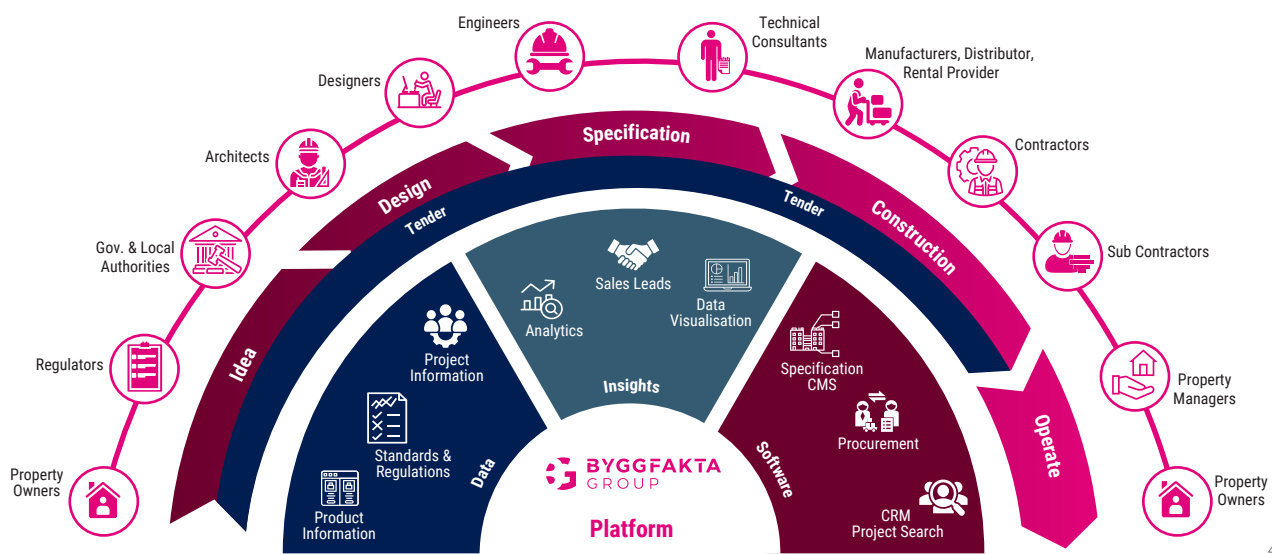 Engineers
Technical
Consultants
Manufacturers, Distributor,
Rental Provider
Designers
Architects
Contractors
Gov. & Local
Authorities
Sub Contractors
Regulators
Property
Managers
Property
Owners
Property
Owners
Idea
Design
Specification
Construction
Operate
Tender
Tender
Project
Information
Standards &
Regulations
Product
Information
Data
Analytics
Sales Leads
Data
Visualisation
Insights
Specification
CMS
Procurement
CRM
Project Search
Software
BYGGFAKTA
GROUP
Platform
4